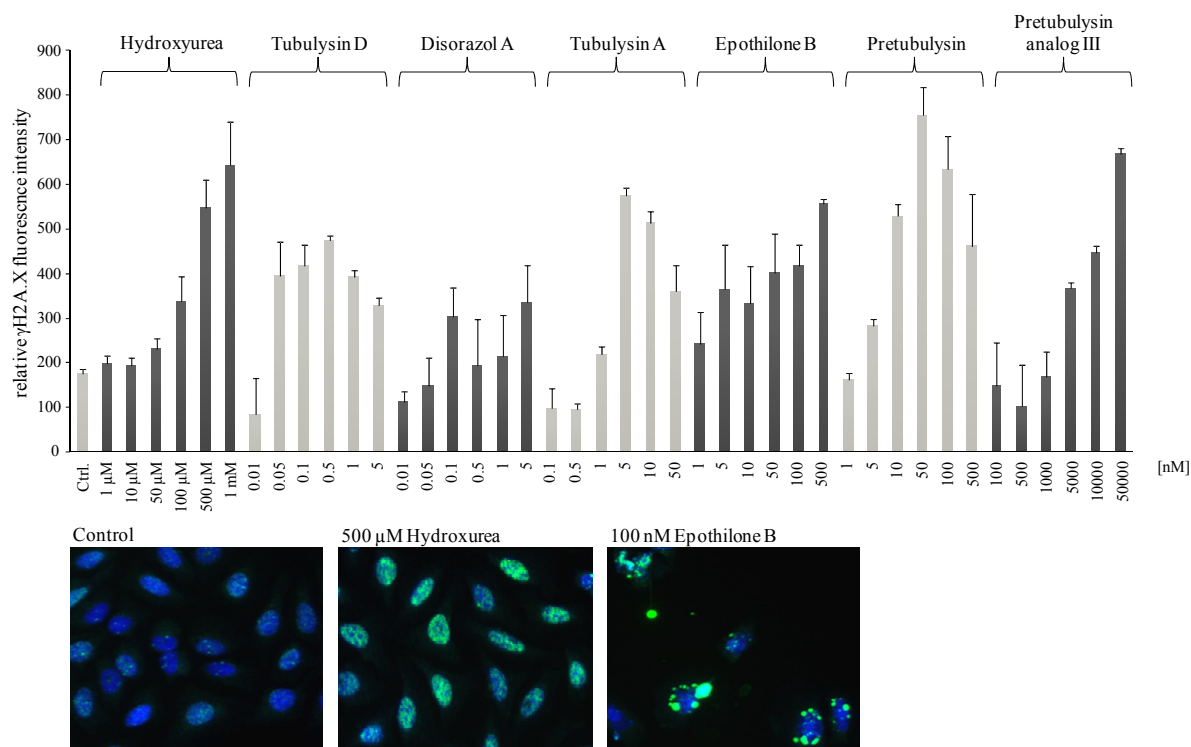 Pretubulysin
analog III
Hydroxyurea
Tubulysin D
Disorazol A
Tubulysin A
Epothilone B
Pretubulysin
relative γH2A.X fluorescnce intensity
900
800
700
600
500
400
300
200
100
0
Ctrl.
1 µM
10 µM
50 µM
100 µM
500 µM
1 mM
0.01
0.05
0.1
0.5
1
5
0.01
0.05
0.1
0.5
1
5
0.1
0.5
1
5
10
50
1
5
10
50
100
500
1
5
10
50
100
500
100
500
1000
5000
10000
50000
[nM]
Control
500 µM Hydroxurea
100 nM Epothilone B